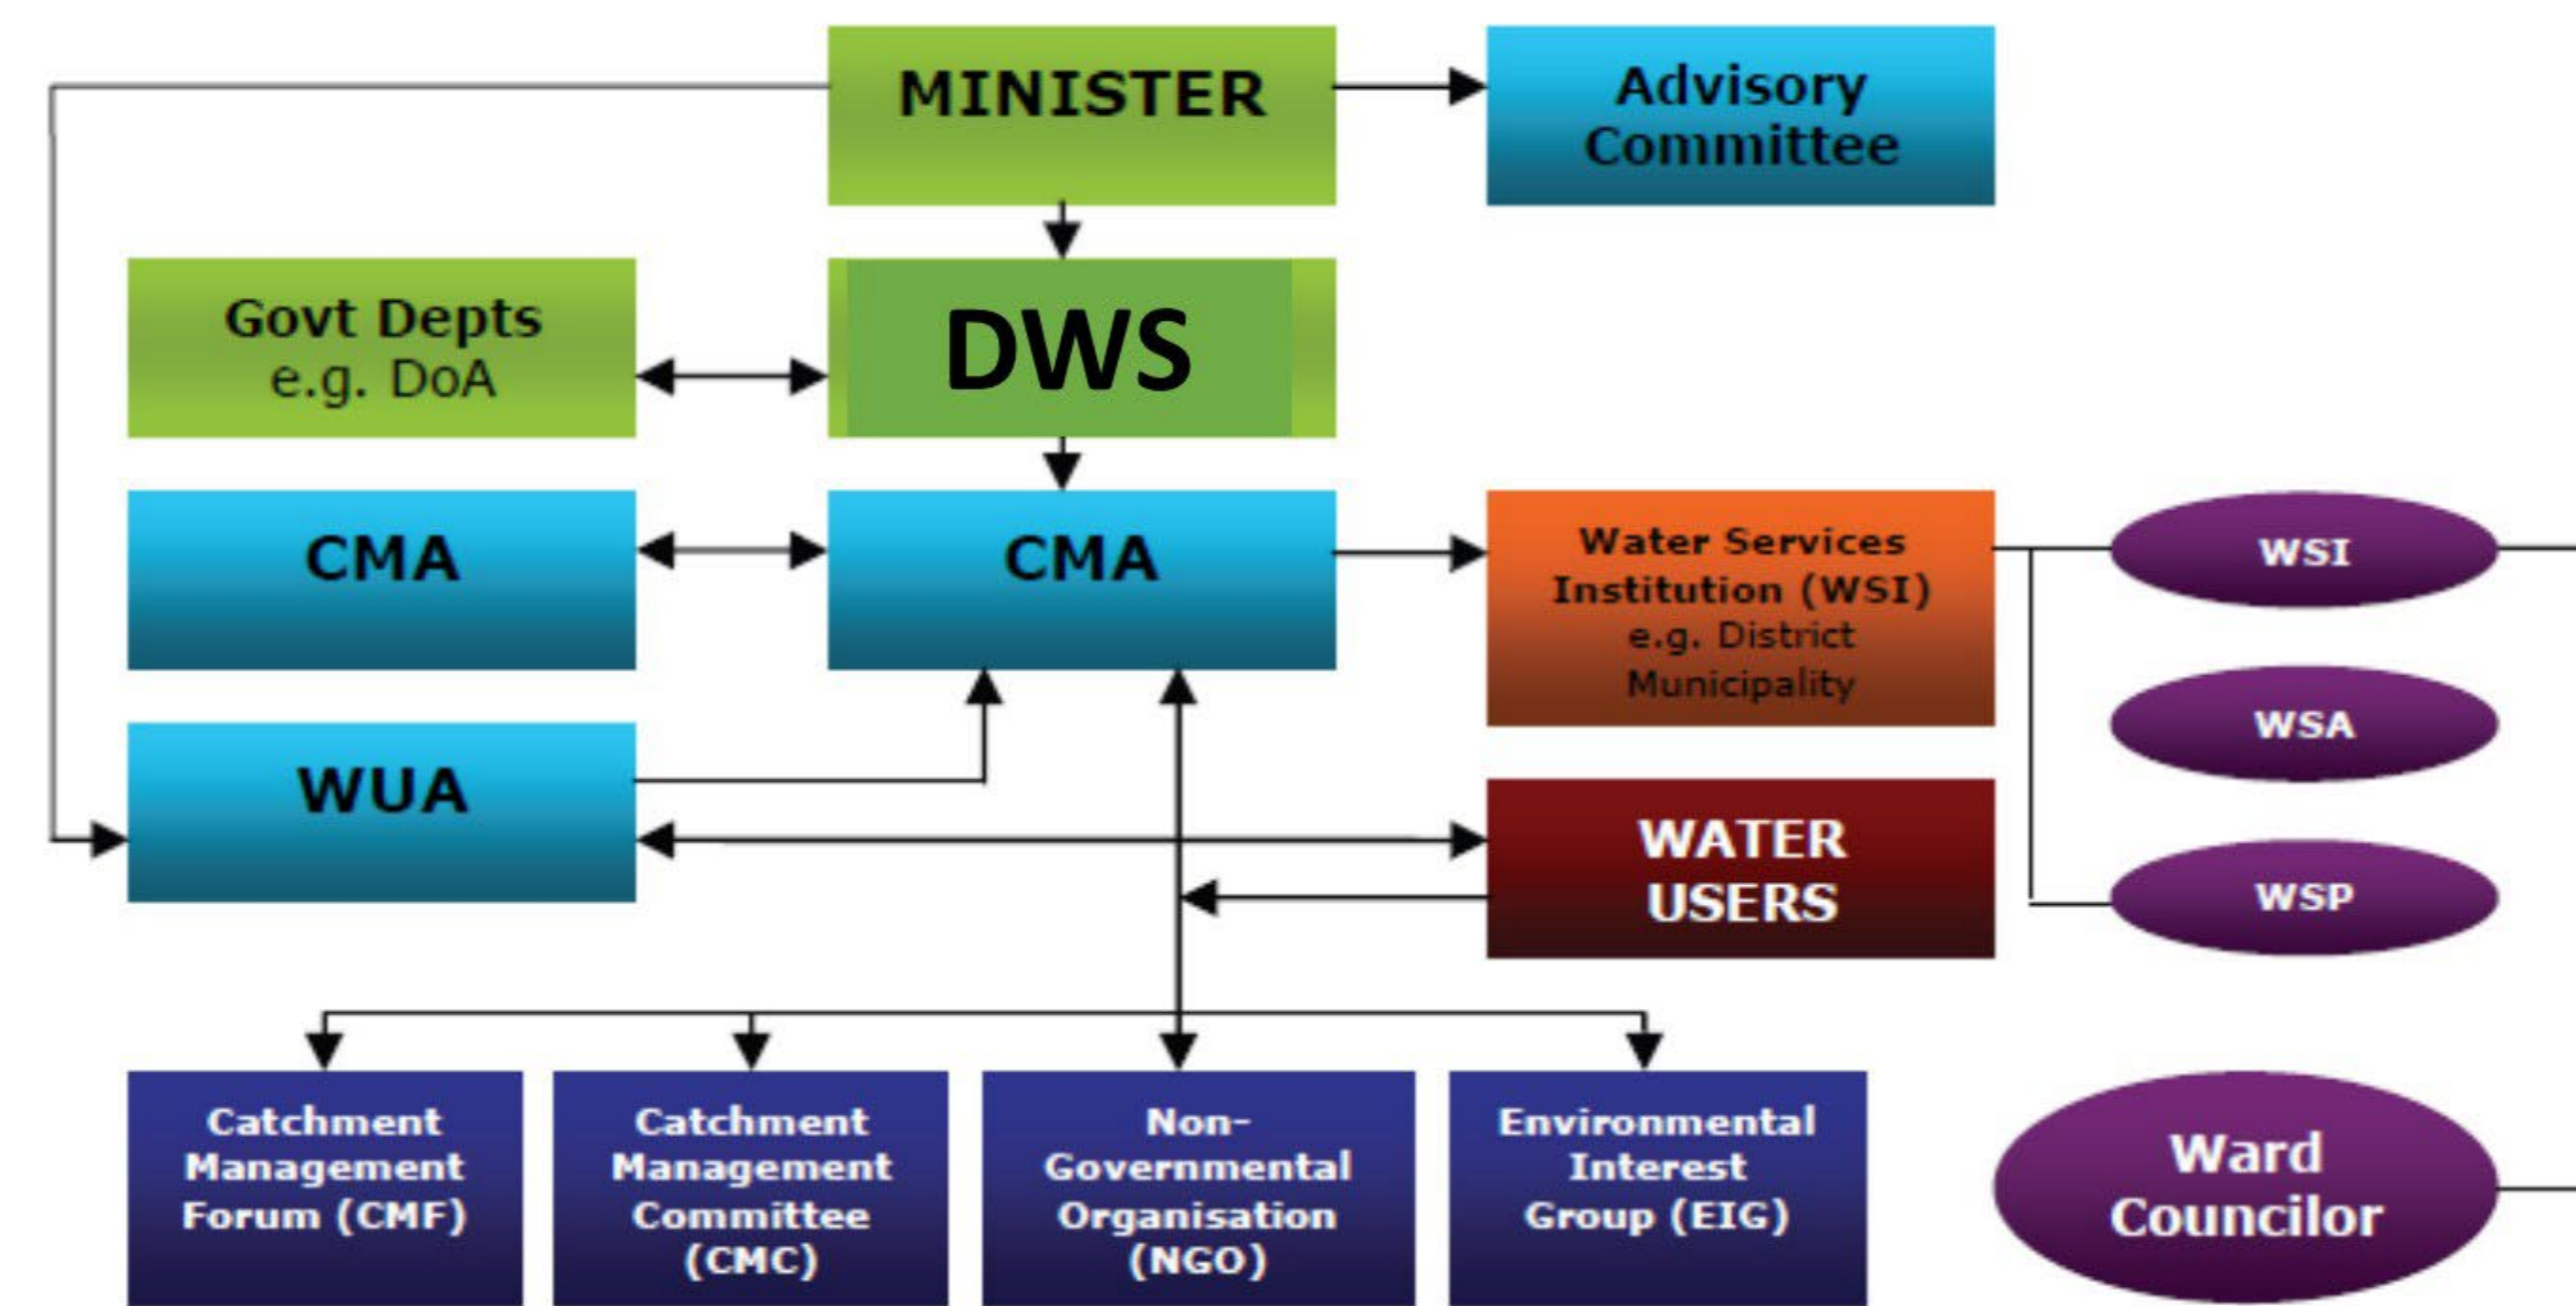 MINISTER
Advisory
Committee
Govt Depts
e.g. DoA
DWS
CMA
CMA
Water Services
Institution (WSI)
e.g. District
Municipality
WSI
WSA
WUA
WATER
USERS
WSP
Catchment
Management
Forum (CMF)
Catchment
Management
Committee
(CMC)
Non-
Governmental
Organisation
(NGO)
Environmental
Interest
Group (EIG)
Ward
Councilor